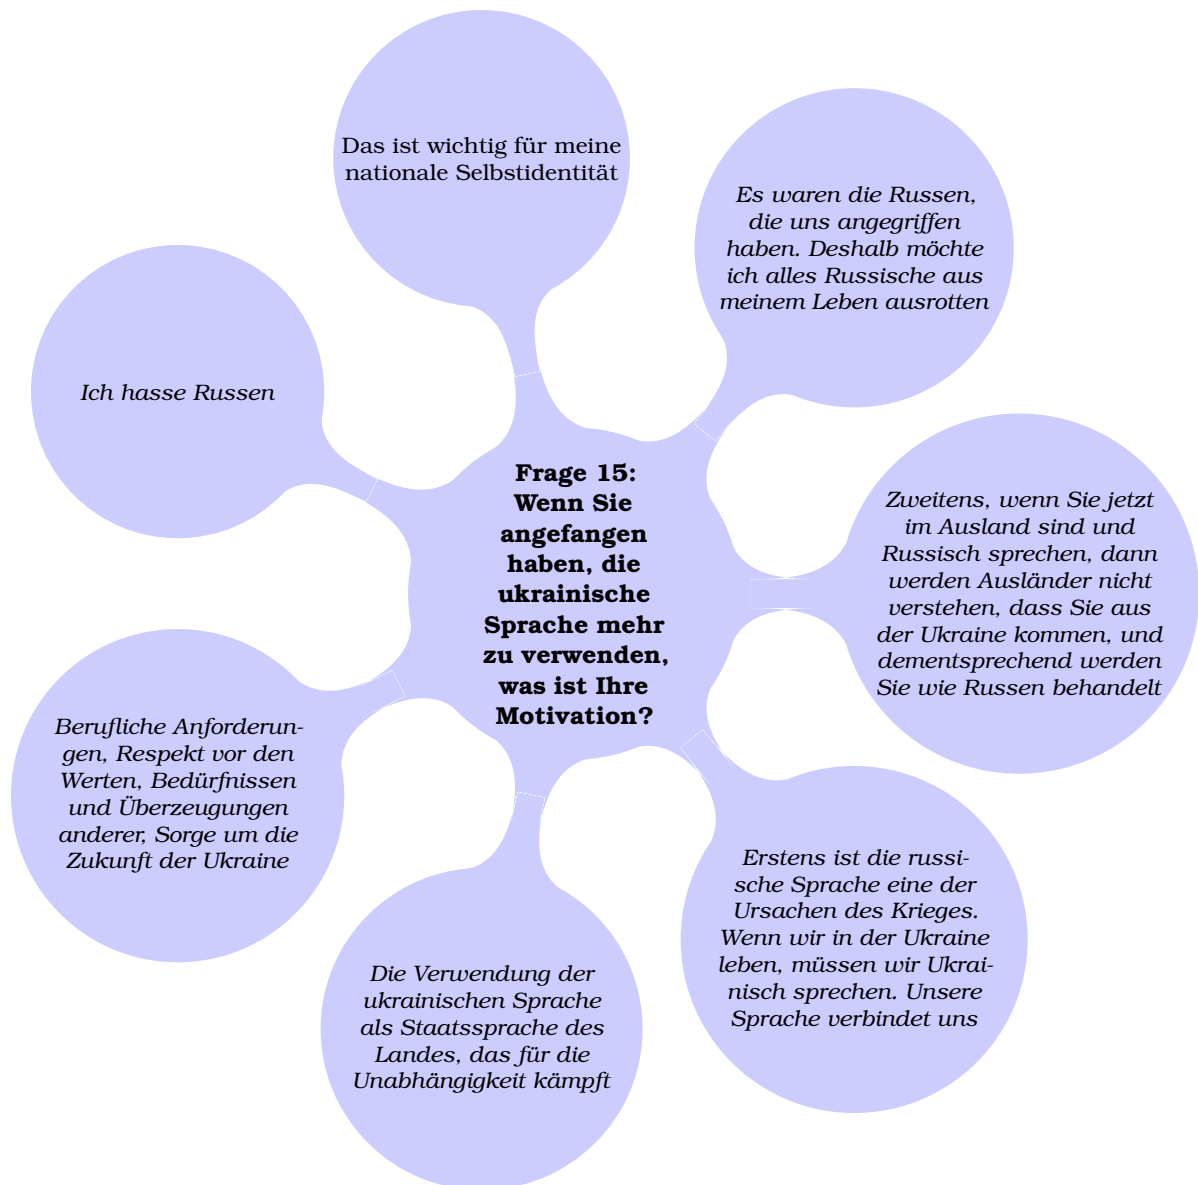 Das ist wichtig für meine
nationale Selbstidentität
Es waren die Russen,
die uns angegriffen
haben. Deshalb möchte
ich alles Russische aus
meinem Leben ausrotten
Ich hasse Russen
Frage 15:
Wenn Sie
angefangen
haben, die
ukrainische
Sprache mehr
zu verwenden,
was ist Ihre
Motivation?
Zweitens, wenn Sie jetzt
im Ausland sind und
Russisch sprechen, dann
werden Ausländer nicht
verstehen, dass Sie aus
der Ukraine kommen, und
dementsprechend werden
Sie wie Russen behandelt
Berufliche Anforderun-
gen, Respekt vor den
Werten, Bedürfnissen
und Überzeugungen
anderer, Sorge um die
Zukunft der Ukraine
Erstens ist die russi-
sche Sprache eine der
Ursachen des Krieges.
Wenn wir in der Ukraine
leben, müssen wir Ukrai-
nisch sprechen. Unsere
Sprache verbindet uns
Die Verwendung der
ukrainischen Sprache
als Staatssprache des
Landes, das für die
Unabhängigkeit kämpft